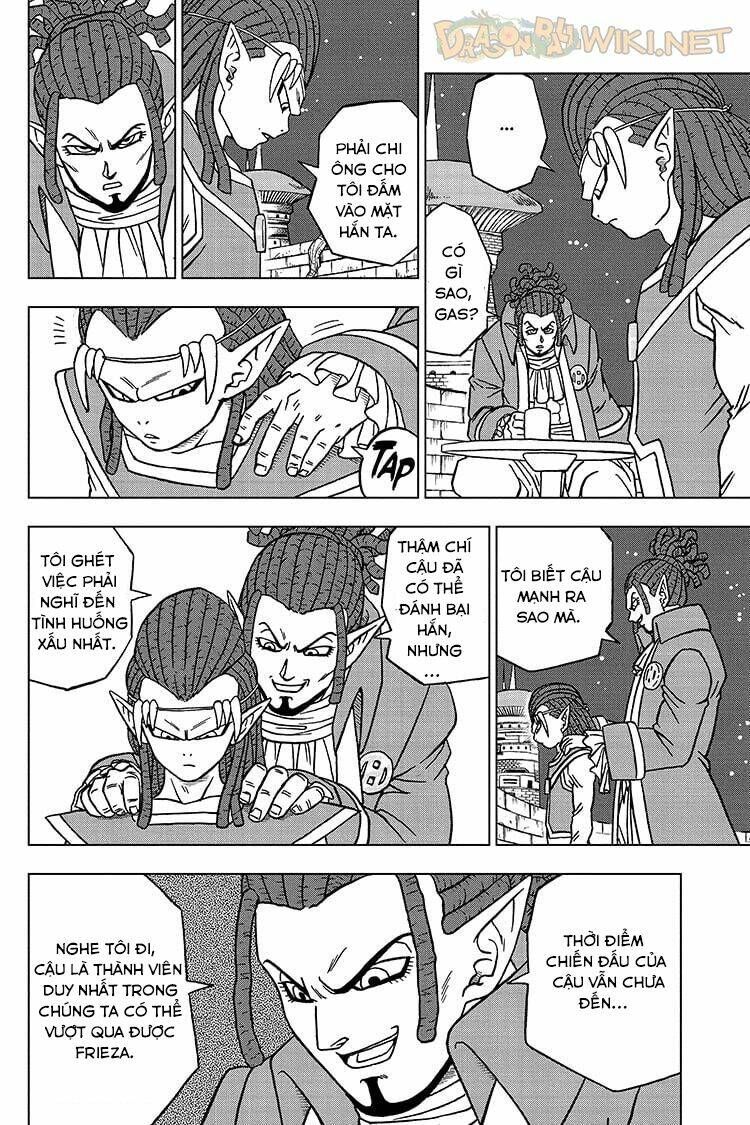 DRAGON BALL WIKI.NET
...
CÓ
GÌ
SAO,
GAS?
PHẢI CHI
ÔNG CHO
TÔI ĐẤM
VÀO MẶT
HẮN TA.
TAP
TÔI BIẾT CẬU
MẠNH RA
SAO MÀ.
THẬM CHÍ
CẬU ĐÃ
CÓ THỂ
ĐÁNH BẠI
HẮN,
NHƯNG
...
TÔI GHÉT
VIỆC PHẢI
NGHĨ ĐẾN
TÌNH HUỐNG
XẤU NHẤT.
THỜI ĐIỂM
CHIẾN ĐẤU CỦA
CẬU VẪN CHƯA
ĐẾN...
NGHE TÔI ĐI,
CẬU LÀ THÀNH VIÊN
DUY NHẤT TRONG
CHÚNG TA CÓ THỂ
VƯỢT QUA ĐƯỢC
FRIEZA.